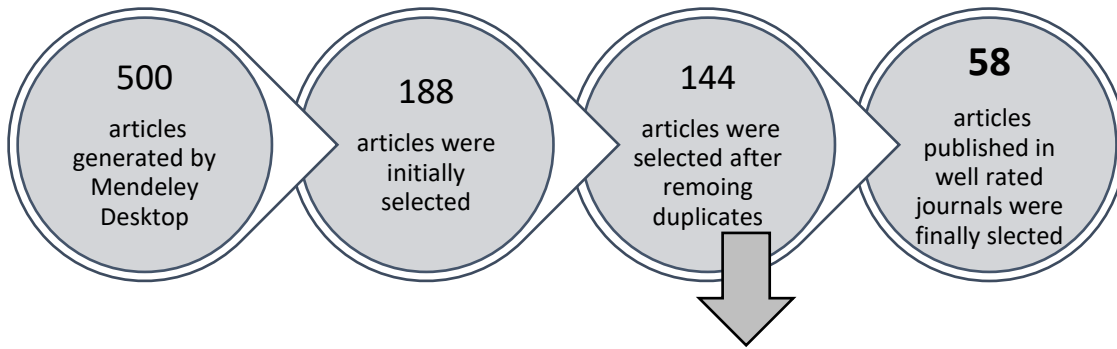 500
articles
generated by
Mendeley
Desktop
188
articles were
initially
selected
144
articles were
selected after
remoing
duplicates
58
articles
published in
well rated
journals were
finally slected